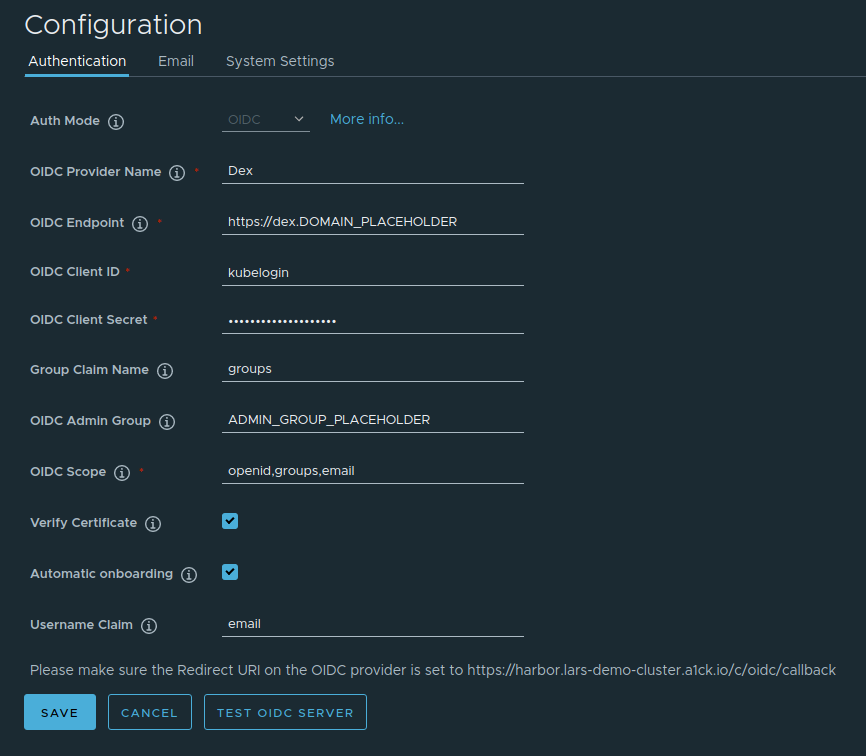 Configuration
Authentication Email System Settings
Auth Mode OIDC More info...
OIDC Provider Name * Dex
OIDC Endpoint * https://dex.DOMAIN_PLACEHOLDER
OIDC Client ID * kubelogin
OIDC Client Secret * ••••••••••••••••••••
Group Claim Name groups
OIDC Admin Group ADMIN_GROUP_PLACEHOLDER
OIDC Scope * openid,groups,email
Verify Certificate
Automatic onboarding
Username Claim email
Please make sure the Redirect URI on the OIDC provider is set to https://harbor.lars-demo-cluster.a1ck.io/c/oidc/callback
SAVE CANCEL TEST OIDC SERVER